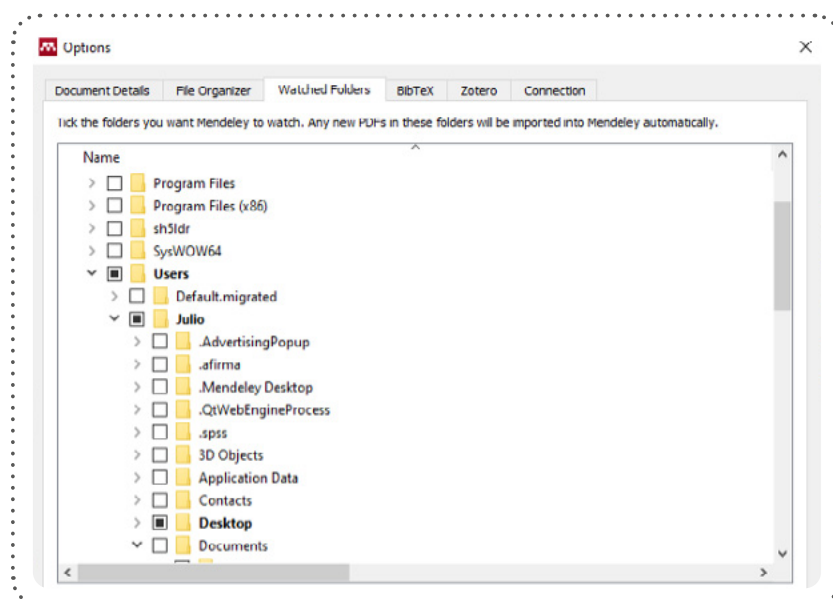 Options
Document Details File Organizer Watched Folders BibTeX Zotero Connection
Tick the folders you want Mendeley to watch. Any new PDFs in these folders will be imported into Mendeley automatically.
Name
Program Files
Program Files (x86)
sh5ldr
SysWOW64
Users
Default.migrated
Julio
.AdvertisingPopup
.afirma
.Mendeley Desktop
.QtWebEngineProcess
.spss
3D Objects
Application Data
Contacts
Desktop
Documents